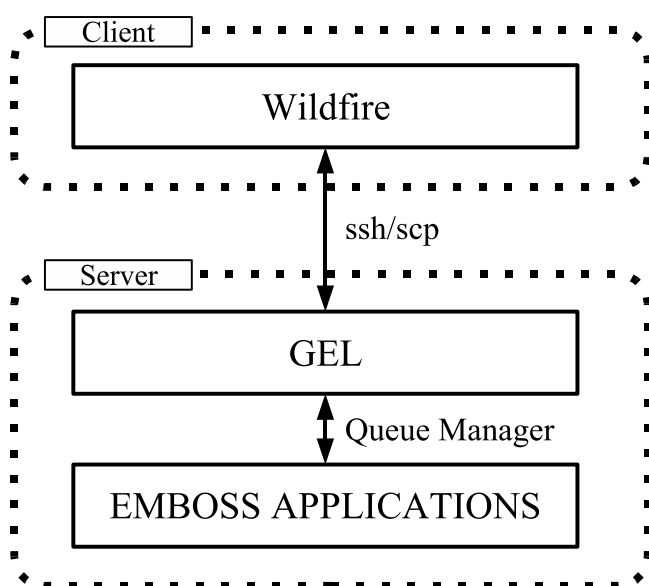 Client
Wildfire
ssh/scp
Server
GEL
Queue Manager
EMBOSS APPLICATIONS